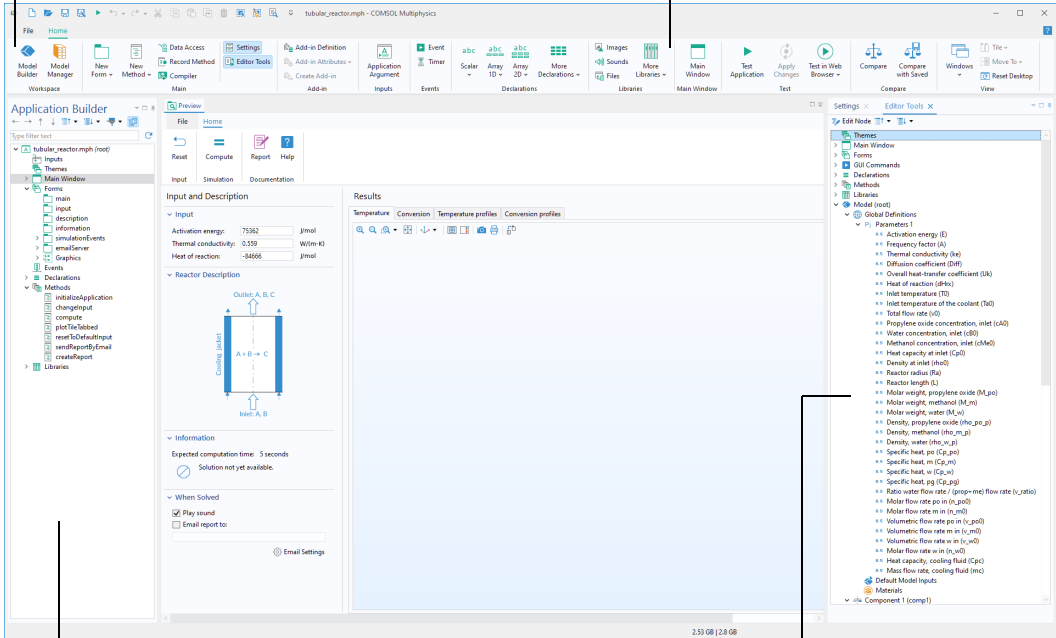 tubular_reactor.mph - COMSOL Multiphysics
File Home
Model Builder
Model Manager
Workspace
New Form
New Method
Data Access
Record Method
Compiler
Settings
Editor Tools
Main
Add-in Definition
Add-in Attributes
Create Add-in
Add-in
Application Argument
Inputs
Event
Timer
Events
abc Scalar
abc Array 1D
abc Array 2D
More Declarations
Declarations
Images
Sounds
Files
More Libraries
Libraries
Main Window
Main Window
Test Application
Apply Changes
Test in Web Browser
Test
Compare
Compare with Saved
Compare
Windows
Tile
Move To
Reset Desktop
View
Application Builder
Type filter text
tubular_reactor.mph (root)
Inputs
Themes
Main Window
Forms
main
input
description
information
simulationEvents
emailServer
Graphics
Events
Declarations
Methods
initializeApplication
changeInput
compute
plotTileTabbed
resetToDefaultInput
sendReportByEmail
createReport
Libraries
Preview
File Home
Reset Compute Report Help
Input Simulation Documentation
Input and Description
Input
Activation energy: 75362 J/mol
Thermal conductivity: 0.559 W/(m·K)
Heat of reaction: -84666 J/mol
Reactor Description
Outlet: A, B, C
Cooling jacket
A + B → C
Inlet: A, B
Information
Expected computation time: 5 seconds
Solution not yet available.
When Solved
Play sound
Email report to:
Email Settings
Results
Temperature Conversion Temperature profiles Conversion profiles
Settings Editor Tools
Edit Node
Themes
Main Window
Forms
GUI Commands
Declarations
Methods
Libraries
Model (root)
Global Definitions
Parameters 1
Activation energy (E)
Frequency factor (A)
Thermal conductivity (ke)
Diffusion coefficient (Diff)
Overall heat-transfer coefficient (Uk)
Heat of reaction (dHrx)
Inlet temperature (T0)
Inlet temperature of the coolant (Ta0)
Total flow rate (v0)
Propylene oxide concentration, inlet (cA0)
Water concentration, inlet (cB0)
Methanol concentration, inlet (cMe0)
Heat capacity at inlet (Cp0)
Density at inlet (rho0)
Reactor radius (Ra)
Reactor length (L)
Molar weight, propylene oxide (M_po)
Molar weight, methanol (M_m)
Molar weight, water (M_w)
Density, propylene oxide (rho_po_p)
Density, methanol (rho_m_p)
Density, water (rho_w_p)
Specific heat, po (Cp_po)
Specific heat, m (Cp_m)
Specific heat, w (Cp_w)
Specific heat, pg (Cp_pg)
Ratio water flow rate / (prop+me) flow rate (v_ratio)
Molar flow rate po in (n_po0)
Molar flow rate m in (n_m0)
Volumetric flow rate po in (v_po0)
Volumetric flow rate m in (v_m0)
Volumetric flow rate w in (v_w0)
Molar flow rate w in (n_w0)
Heat capacity, cooling fluid (Cpc)
Mass flow rate, cooling fluid (mc)
Default Model Inputs
Materials
Component 1 (comp1)
2.53 GB | 2.8 GB